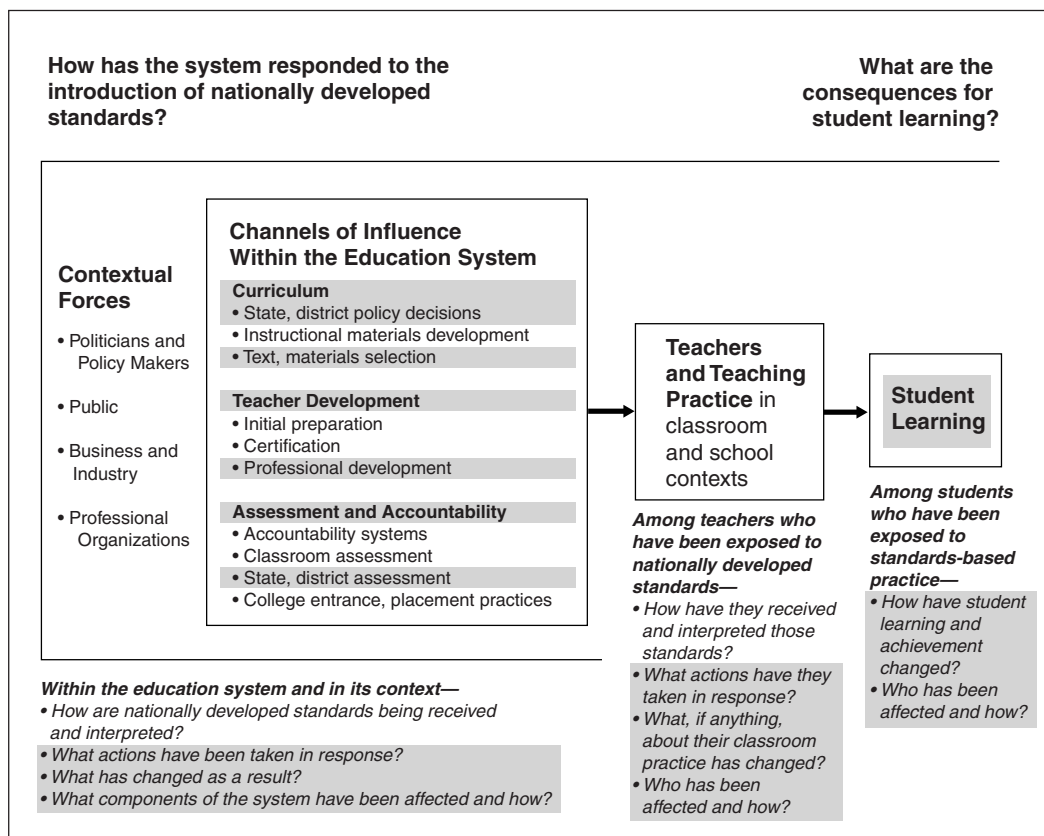 How has the system responded to the
introduction of nationally developed
standards?
What are the
consequences for
student learning?
Contextual
Forces
• Politicians and
Policy Makers
• Public
• Business and
Industry
• Professional
Organizations
Channels of Influence
Within the Education System
Curriculum
• State, district policy decisions
• Instructional materials development
• Text, materials selection
Teacher Development
• Initial preparation
• Certification
• Professional development
Assessment and Accountability
• Accountability systems
• Classroom assessment
• State, district assessment
• College entrance, placement practices
Teachers
and Teaching
Practice in
classroom
and school
contexts
Student
Learning
Within the education system and in its context—
• How are nationally developed standards being received
and interpreted?
• What actions have been taken in response?
• What has changed as a result?
• What components of the system have been affected and how?
Among teachers who
have been exposed to
nationally developed
standards—
• How have they received
and interpreted those
standards?
• What actions have they
taken in response?
• What, if anything,
about their classroom
practice has changed?
• Who has been
affected and how?
Among students
who have been
exposed to
standards-based
practice—
• How have student
learning and
achievement
changed?
• Who has been
affected and how?